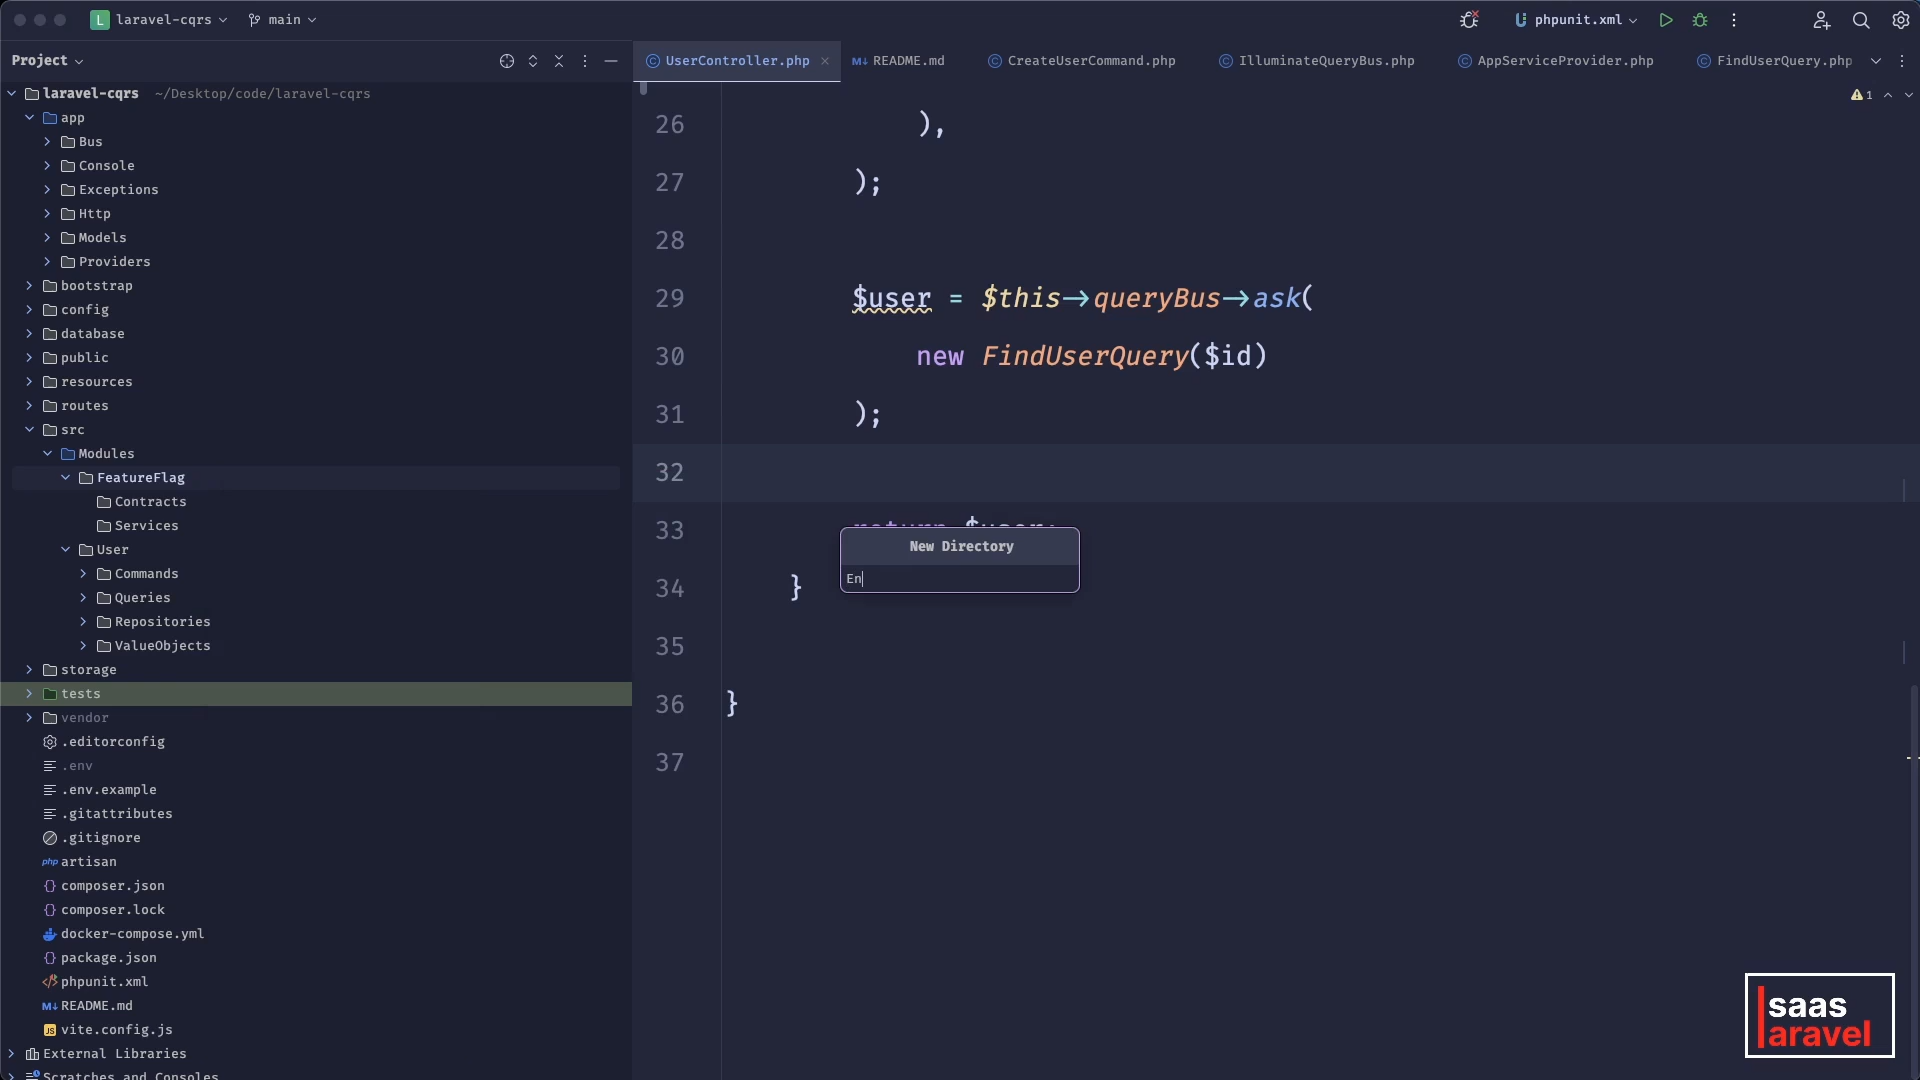 L laravel-cqrs main phpunit.xml
Project
UserController.php README.md CreateUserCommand.php IlluminateQueryBus.php AppServiceProvider.php FindUserQuery.php
laravel-cqrs ~/Desktop/code/laravel-cqrs
app
Bus
Console
Exceptions
Http
Models
Providers
bootstrap
config
database
public
resources
routes
src
Modules
FeatureFlag
Contracts
Services
User
Commands
Queries
Repositories
ValueObjects
storage
tests
vendor
.editorconfig
.env
.env.example
.gitattributes
.gitignore
php artisan
composer.json
composer.lock
docker-compose.yml
package.json
phpunit.xml
README.md
vite.config.js
External Libraries
Scratches and Consoles
1
26 ),
27 );
28
29 $user = $this->queryBus->ask(
30 new FindUserQuery($id)
31 );
32
33 return $user;
34 }
35
36 }
37
New Directory
En
saas
laravel